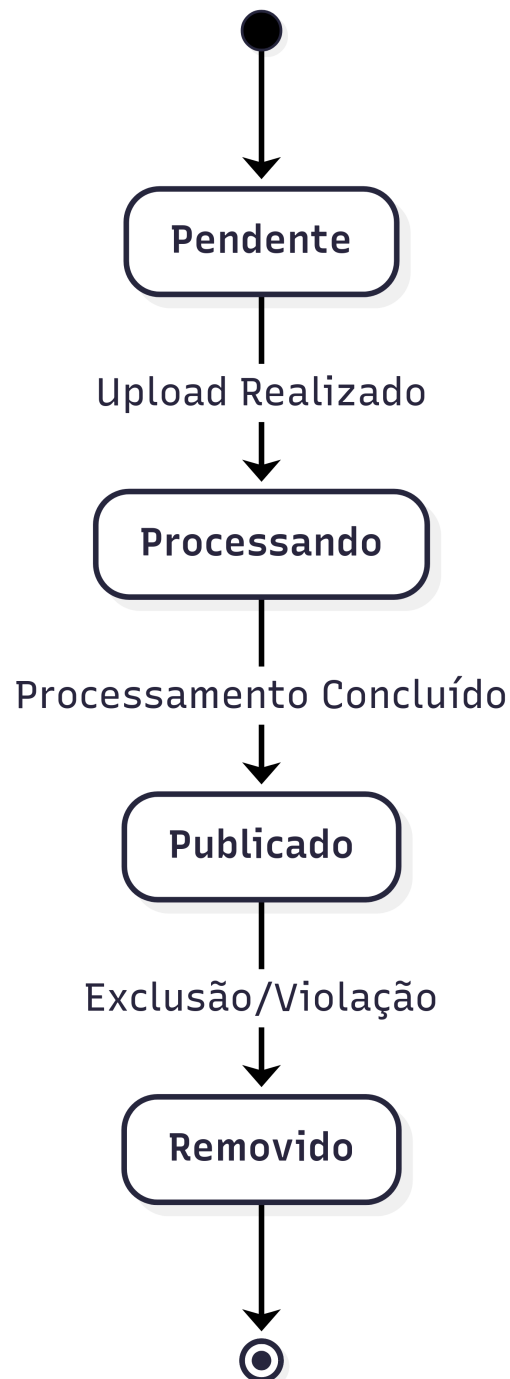 Pendente
Upload Realizado
Processando
Processamento Concluído
Publicado
Exclusão/Violação
Removido